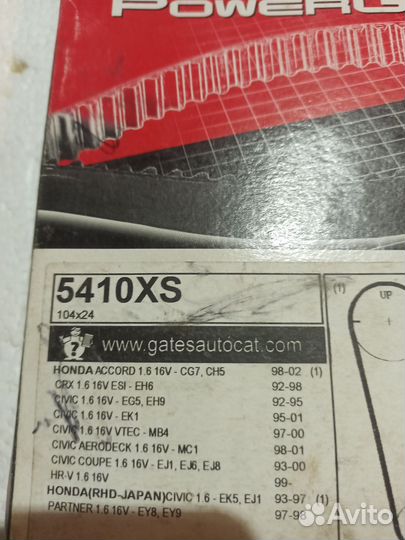 POWERG
5410XS
104x24
(1)
UP
www.gatesautocat.com
HONDA ACCORD 1.6 16V - CG7, CH5 98-02 (1)
CRX 1.6 16V ESI - EH6 92-98
CIVIC 1.6 16V - EG5, EH9 92-95
CIVIC 1.6 16V - EK1 95-01
CIVIC 1.6 16V VTEC - MB4 97-00
CIVIC AERODECK 1.6 16V - MC1 98-01
CIVIC COUPE 1.6 16V - EJ1, EJ6, EJ8 93-00
HR-V 1.6 16V 99-
HONDA(RHD-JAPAN)CIVIC 1.6 - EK5, EJ1 93-97 (1)
PARTNER 1.6 16V - EY8, EY9 97-98
Avito